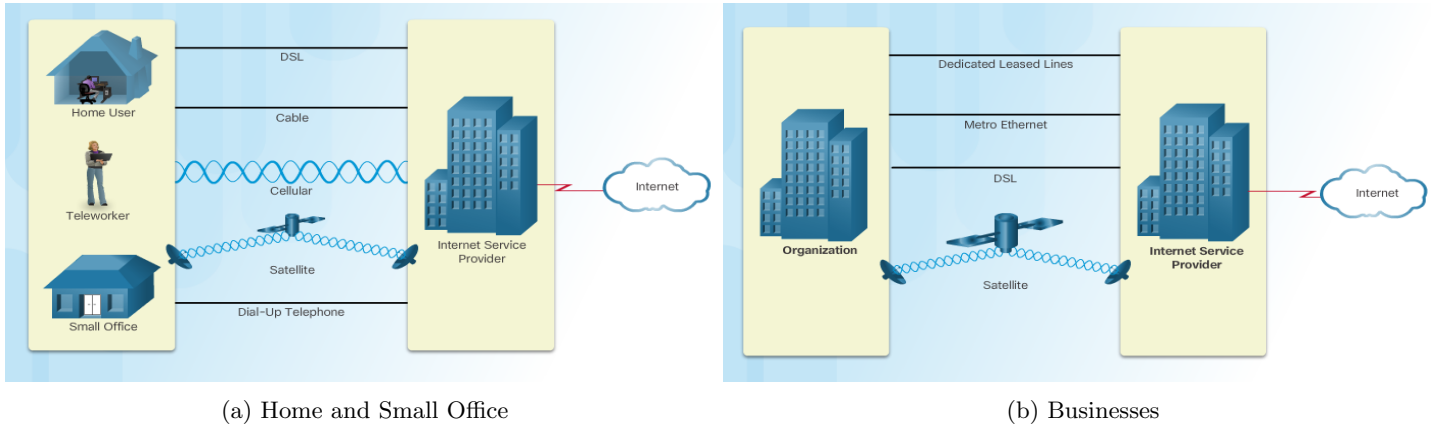 DSL
Home User
Cable
Teleworker
Cellular
Internet
Internet Service
Provider
Satellite
Small Office
Dial-Up Telephone
(a) Home and Small Office
Dedicated Leased Lines
Metro Ethernet
DSL
Organization
Internet
Internet Service
Provider
Satellite
(b) Businesses